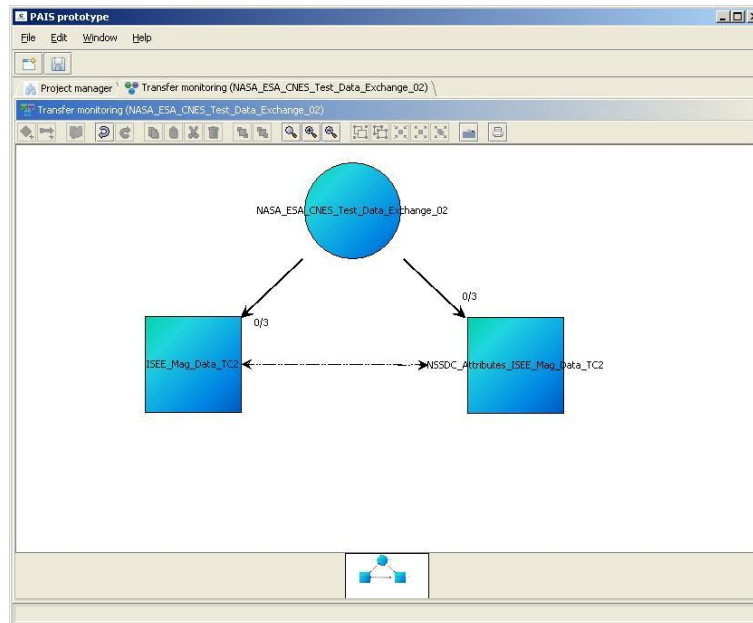 PAIS prototype
File Edit Window Help
Project manager Transfer monitoring (NASA_ESA_CNES_Test_Data_Exchange_02)
Transfer monitoring (NASA_ESA_CNES_Test_Data_Exchange_02)
NASA_ESA_CNES_Test_Data_Exchange_02
0/3
0/3
ISEE_Mag_Data_TC2
NSSDC_Attributes_ISEE_Mag_Data_TC2